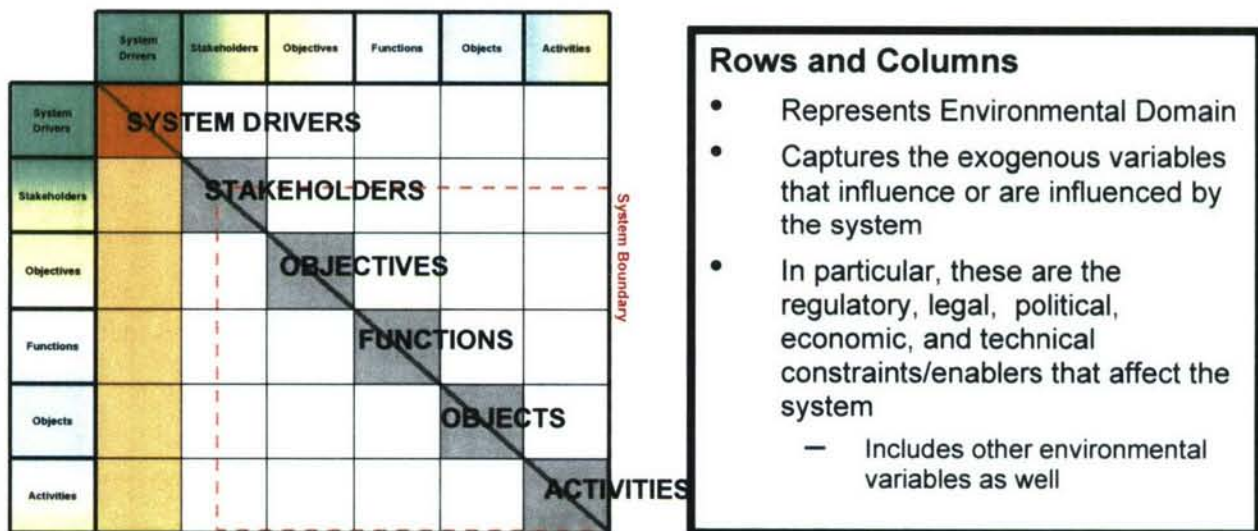 System
Drivers
Stakeholders
Objectives
Functions
Objects
Activities
System
Drivers
SYSTEM DRIVERS
Stakeholders
STAKEHOLDERS
Objectives
OBJECTIVES
Functions
FUNCTIONS
Objects
OBJECTS
Activities
ACTIVITIES
System Boundary
Rows and Columns
• Represents Environmental Domain
• Captures the exogenous variables
that influence or are influenced by
the system
• In particular, these are the
regulatory, legal, political,
economic, and technical
constraints/enablers that affect the
system
– Includes other environmental
variables as well